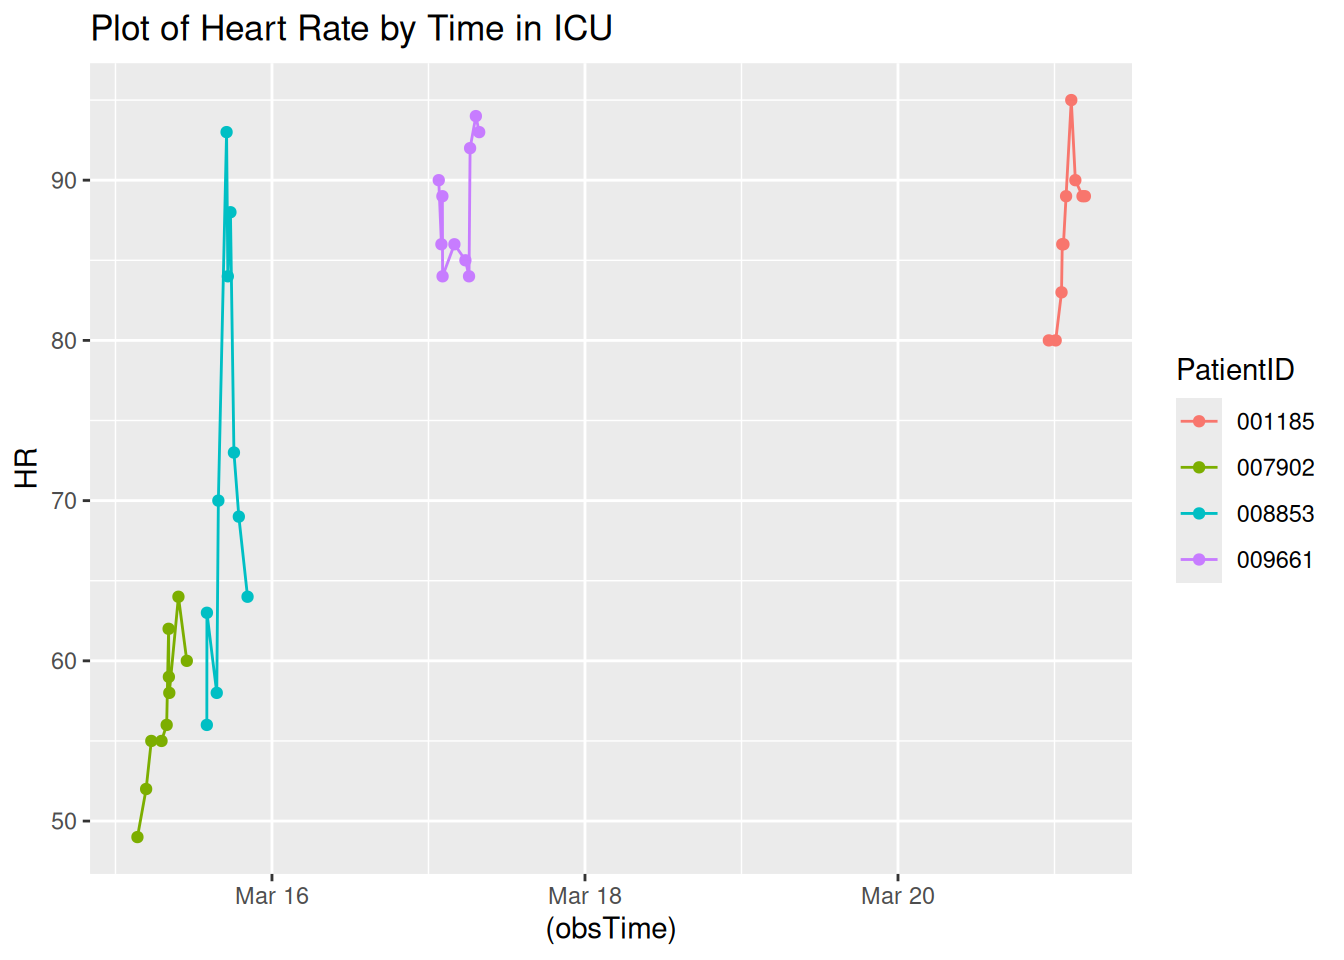 Plot of Heart Rate by Time in ICU
HR
90
80
70
60
50
Mar 16
Mar 18
Mar 20
(obsTime)
PatientID
001185
007902
008853
009661